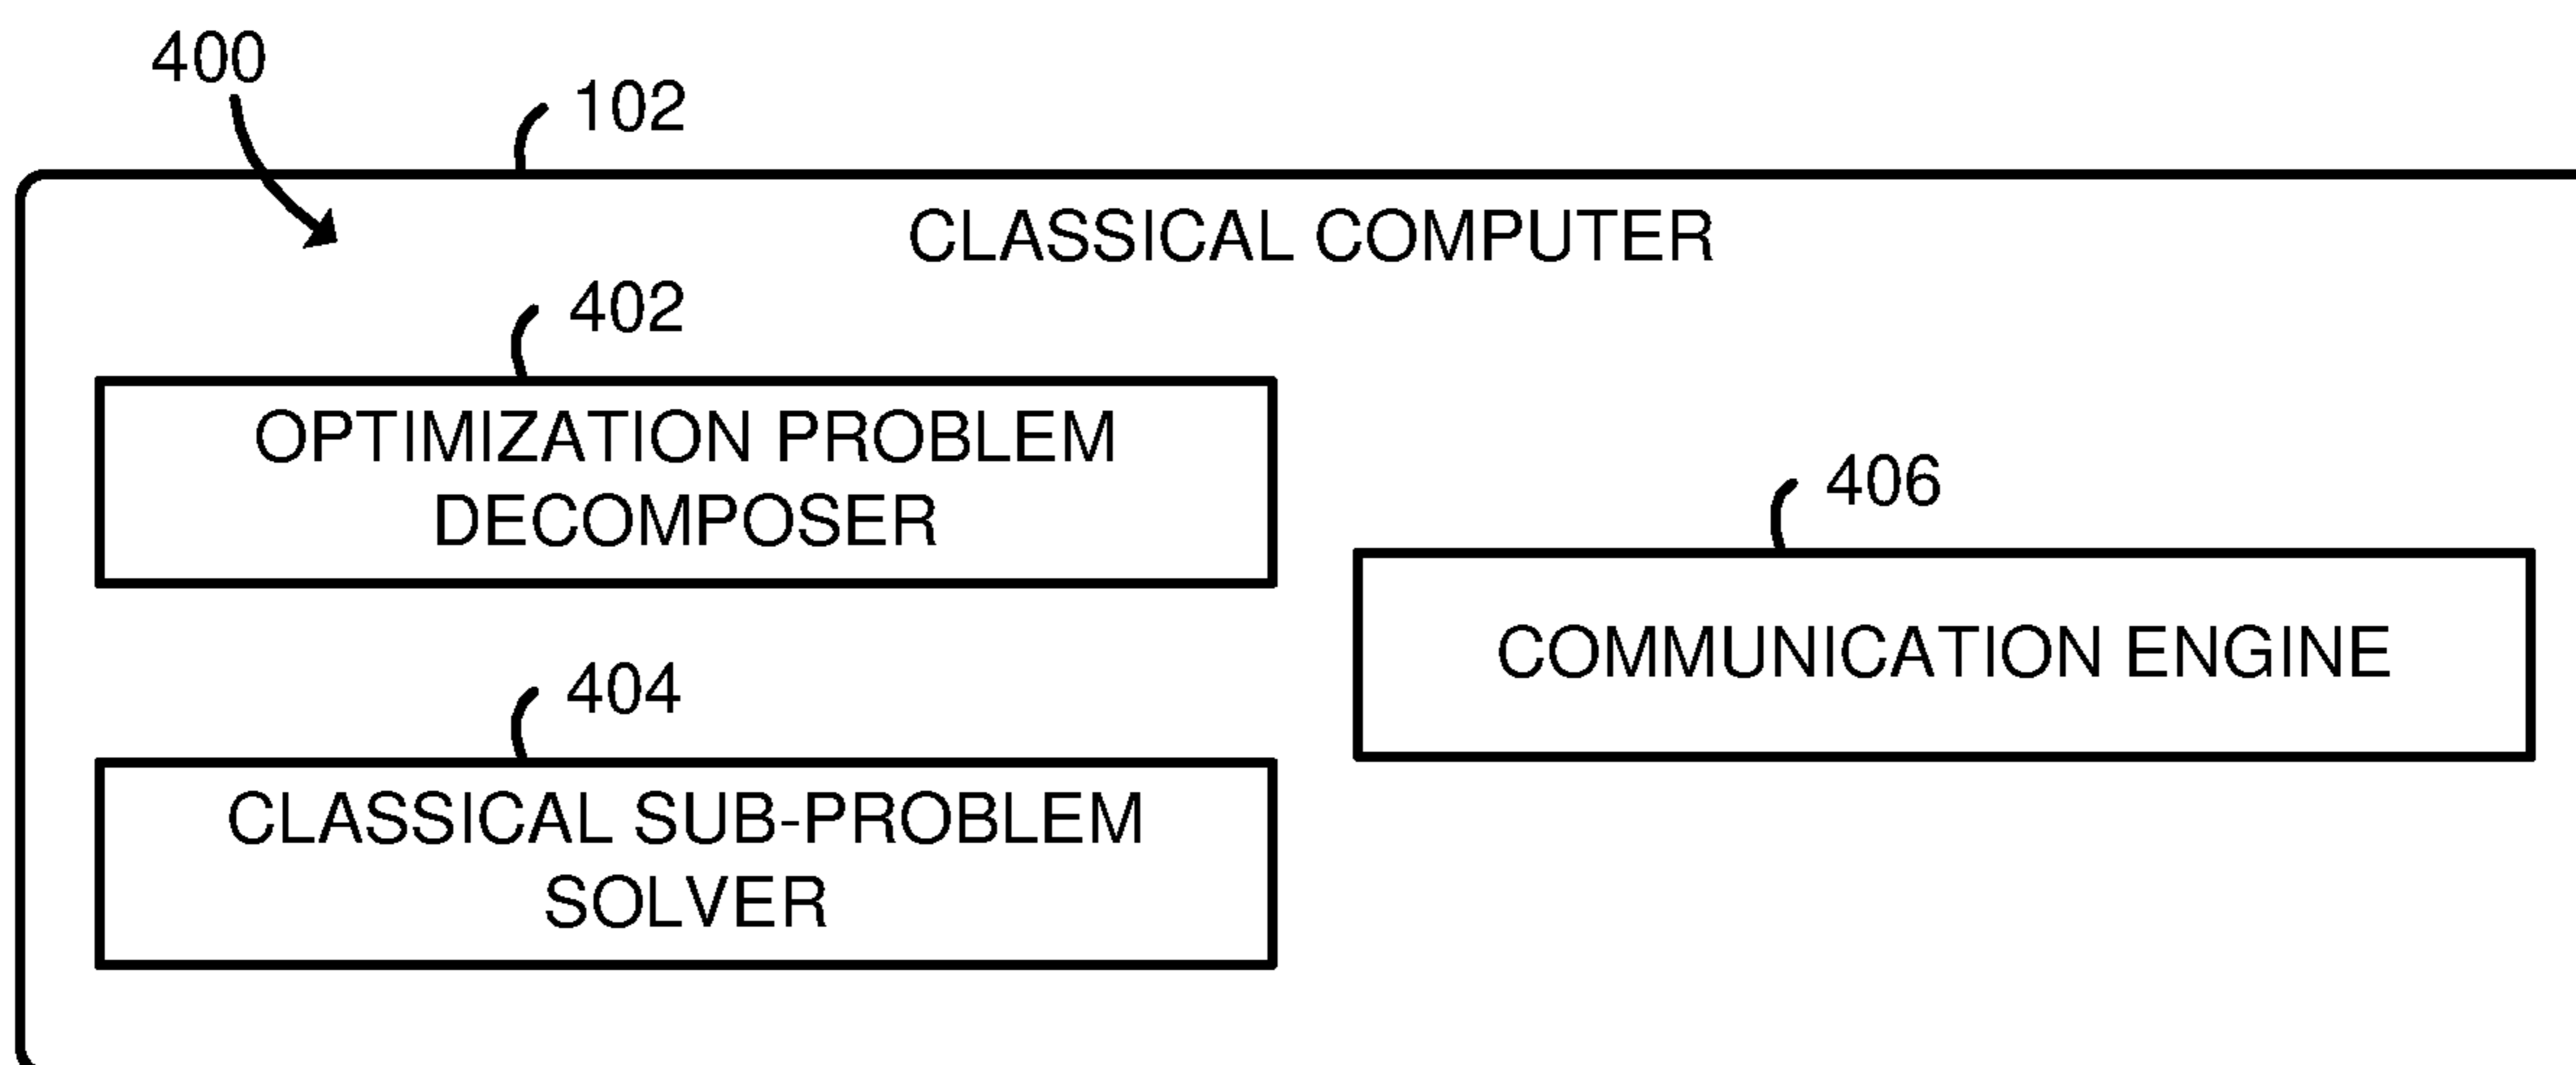 400
102
CLASSICAL COMPUTER
402
OPTIMIZATION PROBLEM
DECOMPOSER
406
COMMUNICATION ENGINE
404
CLASSICAL SUB-PROBLEM
SOLVER